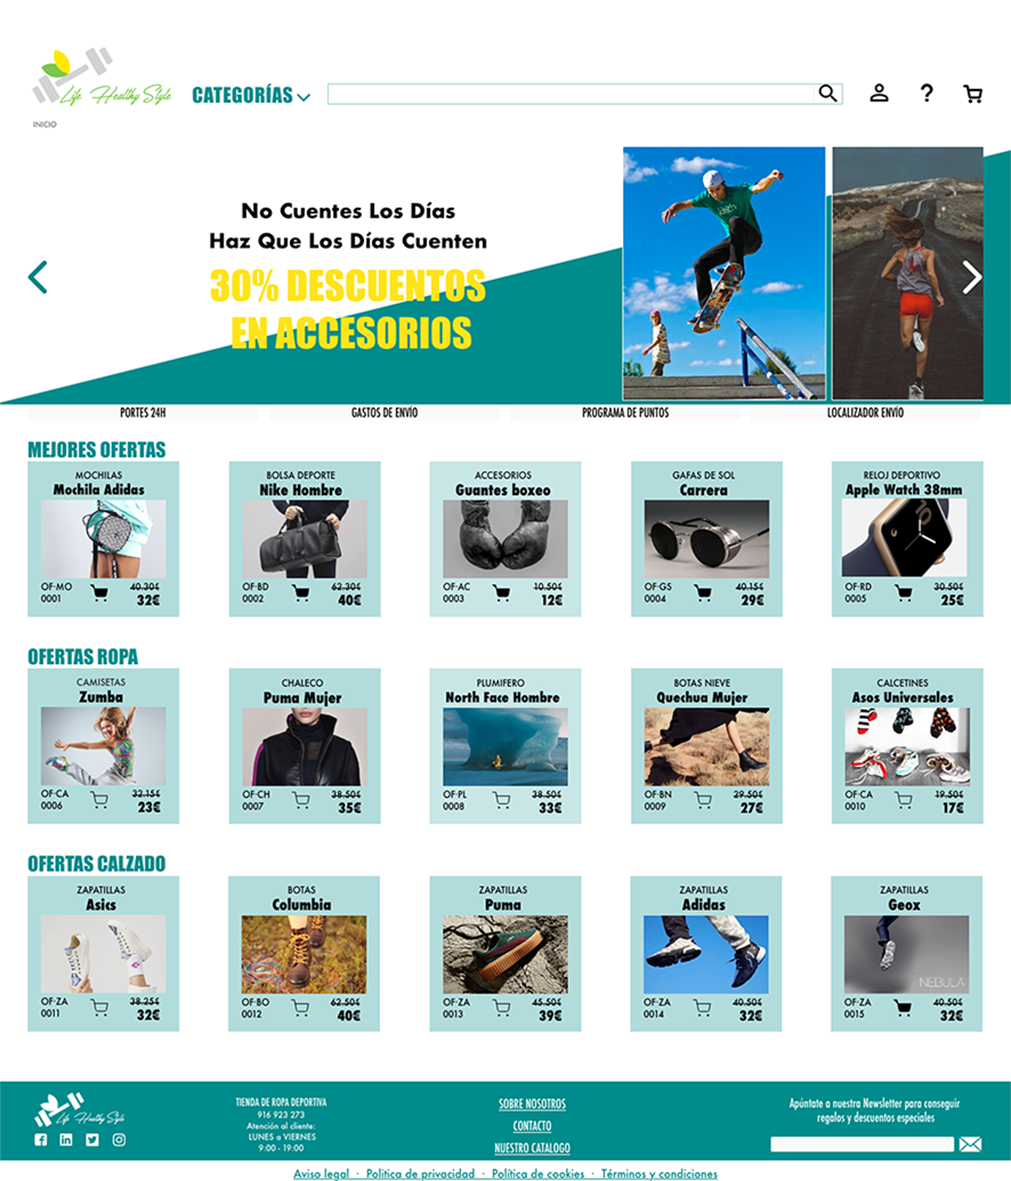 Life Healthy Style
CATEGORÍAS
INICIO
No Cuentes Los Días
Haz Que Los Días Cuenten
30% DESCUENTOS
EN ACCESORIOS
PORTES 24H
GASTOS DE ENVÍO
PROGRAMA DE PUNTOS
LOCALIZADOR ENVÍO
MEJORES OFERTAS
MOCHILAS
Mochila Adidas
OF-MO
0001
40.30€
32€
BOLSA DEPORTE
Nike Hombre
OF-BD
0002
62.30€
40€
ACCESORIOS
Guantes boxeo
OF-AC
0003
10.50€
12€
GAFAS DE SOL
Carrera
OF-GS
0004
40.15€
29€
RELOJ DEPORTIVO
Apple Watch 38mm
OF-RD
0005
30.50€
25€
OFERTAS ROPA
CAMISETAS
Zumba
OF-CA
0006
32.15€
23€
CHALECO
Puma Mujer
OF-CH
0007
38.50€
35€
PLUMIFERO
North Face Hombre
OF-PL
0008
38.50€
33€
BOTAS NIEVE
Quechua Mujer
OF-BN
0009
29.50€
27€
CALCETINES
Asos Universales
OF-CA
0010
19.50€
17€
OFERTAS CALZADO
ZAPATILLAS
Asics
OF-ZA
0011
38.25€
32€
BOTAS
Columbia
OF-BO
0012
62.50€
40€
ZAPATILLAS
Puma
OF-ZA
0013
45.50€
39€
ZAPATILLAS
Adidas
OF-ZA
0014
40.50€
32€
ZAPATILLAS
Geox
NEBULA
OF-ZA
0015
40.50€
32€
Life Healthy Style
TIENDA DE ROPA DEPORTIVA
916 923 273
Atención al cliente:
LUNES a VIERNES
9:00 - 19:00
SOBRE NOSOTROS
CONTACTO
NUESTRO CATALOGO
Apúntate a nuestra Newsletter para conseguir
regalos y descuentos especiales
Aviso legal · Politica de privacidad · Política de cookies · Términos y condiciones